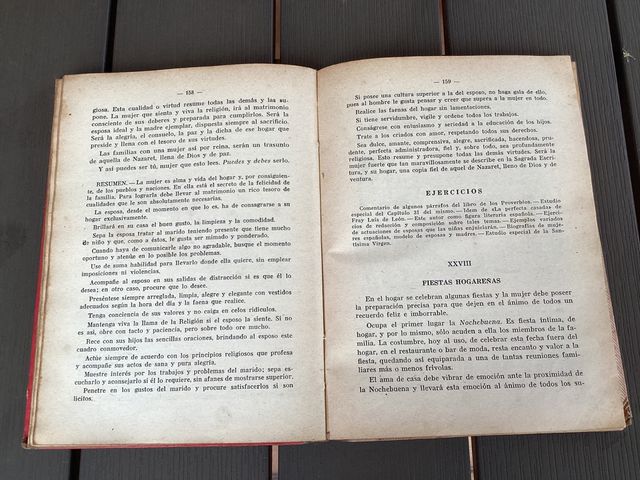 — 158 —
giosa. Esta cualidad o virtud resume todas las demás y las su-
pone. La mujer que sienta y viva la religión, irá al matrimonio
consciente de sus deberes y preparada para cumplirlos. Será la
esposa ideal y la madre ejemplar, dispuesta siempre al sacrificio.
Será la alegría, el consuelo, la paz y la dicha de ese hogar que
preside y llena con el tesoro de sus virtudes.
Las familias con una mujer así por reina, serán un trasunto
de aquella de Nazaret, llena de Dios y de paz.
Y así puedes ser tú, mujer que esto lees. Puedes y debes serlo.
RESUMEN.—La mujer es alma y vida del hogar y, por consiguien-
te, de los pueblos y naciones. En ella está el secreto de la felicidad de
la familia. Para lograrla debe llevar al matrimonio un rico tesoro de
cualidades que le son absolutamente necesarias.
La esposa, desde el momento en que lo es, ha de consagrarse a su
hogar exclusivamente.
Brillará en su casa el buen gusto, la limpieza y la comodidad.
Sepa la esposa tratar al marido teniendo presente que tiene mucho
de niño y que, como a éstos, le gusta ser mimado y ponderado.
Cuando haya de comunicarle algo no agradable, busque el momento
oportuno y atenúe en lo posible los problemas.
Use de suma habilidad para llevarlo donde ella quiere, sin emplear
imposiciones ni violencias.
Acompañe al esposo en sus salidas de distracción si es que él lo
desea; en otro caso, procure que lo desee.
Preséntese siempre arreglada, limpia, alegre y elegante con vestidos
adecuados según la hora del día y la faena que realice.
Tenga conciencia de sus valores y no caiga en celos ridículos.
Mantenga viva la llama de la Religión si el esposo la siente. Si no
es así, obre con tacto y paciencia, pero sobre todo ore mucho.
Rece con sus hijos las sencillas oraciones, brindando al esposo este
cuadro conmovedor.
Actúe siempre de acuerdo con los principios religiosos que profesa
y acompañe sus actos de sana y pura alegría.
Muestre interés por los trabajos y problemas del marido; sepa es-
cucharlo y aconsejarlo si él lo requiere, sin afanes de mostrarse superior.
Penetre en los gustos del marido y procure satisfacerlos si son
lícitos.
— 159 —
Si posee una cultura superior a la del esposo, no haga gala de ello,
pues al hombre le gusta pensar y creer que supera a la mujer en todo.
Realice las faenas del hogar sin lamentaciones.
Si tiene servidumbre, vigile y ordene todos los trabajos.
Conságrese con entusiasmo y seriedad a la educación de los hijos.
Trate a los criados con amor, respetando todos sus derechos.
Sea dulce, amante, comprensiva, alegre, sacrificada, hacendosa, pru-
dente, perfecta administradora, fiel y, sobre todo, sea profundamente
religiosa. Esto resume y presupone todas las demás virtudes. Será la
mujer fuerte que tan maravillosamente se describe en la Sagrada Escri-
tura, y su hogar, una copia fiel de aquel de Nazaret, lleno de Dios y de
ventura.
EJERCICIOS
Comentario de algunos párrafos del libro de los Proverbios.—Estudio
especial del Capítulo 31 del mismo.—Idem de «La perfecta casada» de
Fray Luis de León.—Este autor como figura literaria española.—Ejerci-
cios de redacción y composición sobre tales temas.—Ejemplos variados
de actuaciones de esposas que las niñas enjuiciarán.—Biografías de muje-
res españolas, modelo de esposas y madres.—Estudio especial de la San-
tísima Virgen.
XXVIII
FIESTAS HOGAREÑAS
En el hogar se celebran algunas fiestas y la mujer debe poseer
la preparación precisa para que dejen en el ánimo de todos un
recuerdo feliz e imborrable.
Ocupa el primer lugar la Nochebuena. Es fiesta íntima, de
hogar, y por lo mismo, sólo acuden a ella los miembros de la fa-
milia. La costumbre, hoy al uso, de celebrar esta fecha fuera del
hogar, en el restaurante o bar de moda, resta encanto y valor a la
fiesta, quedando así equiparada a una de tantas reuniones fami-
liares más o menos frívolas.
El ama de casa debe vibrar de emoción ante la proximidad de
la Nochebuena y llevará esta emoción al ánimo de todos los su-